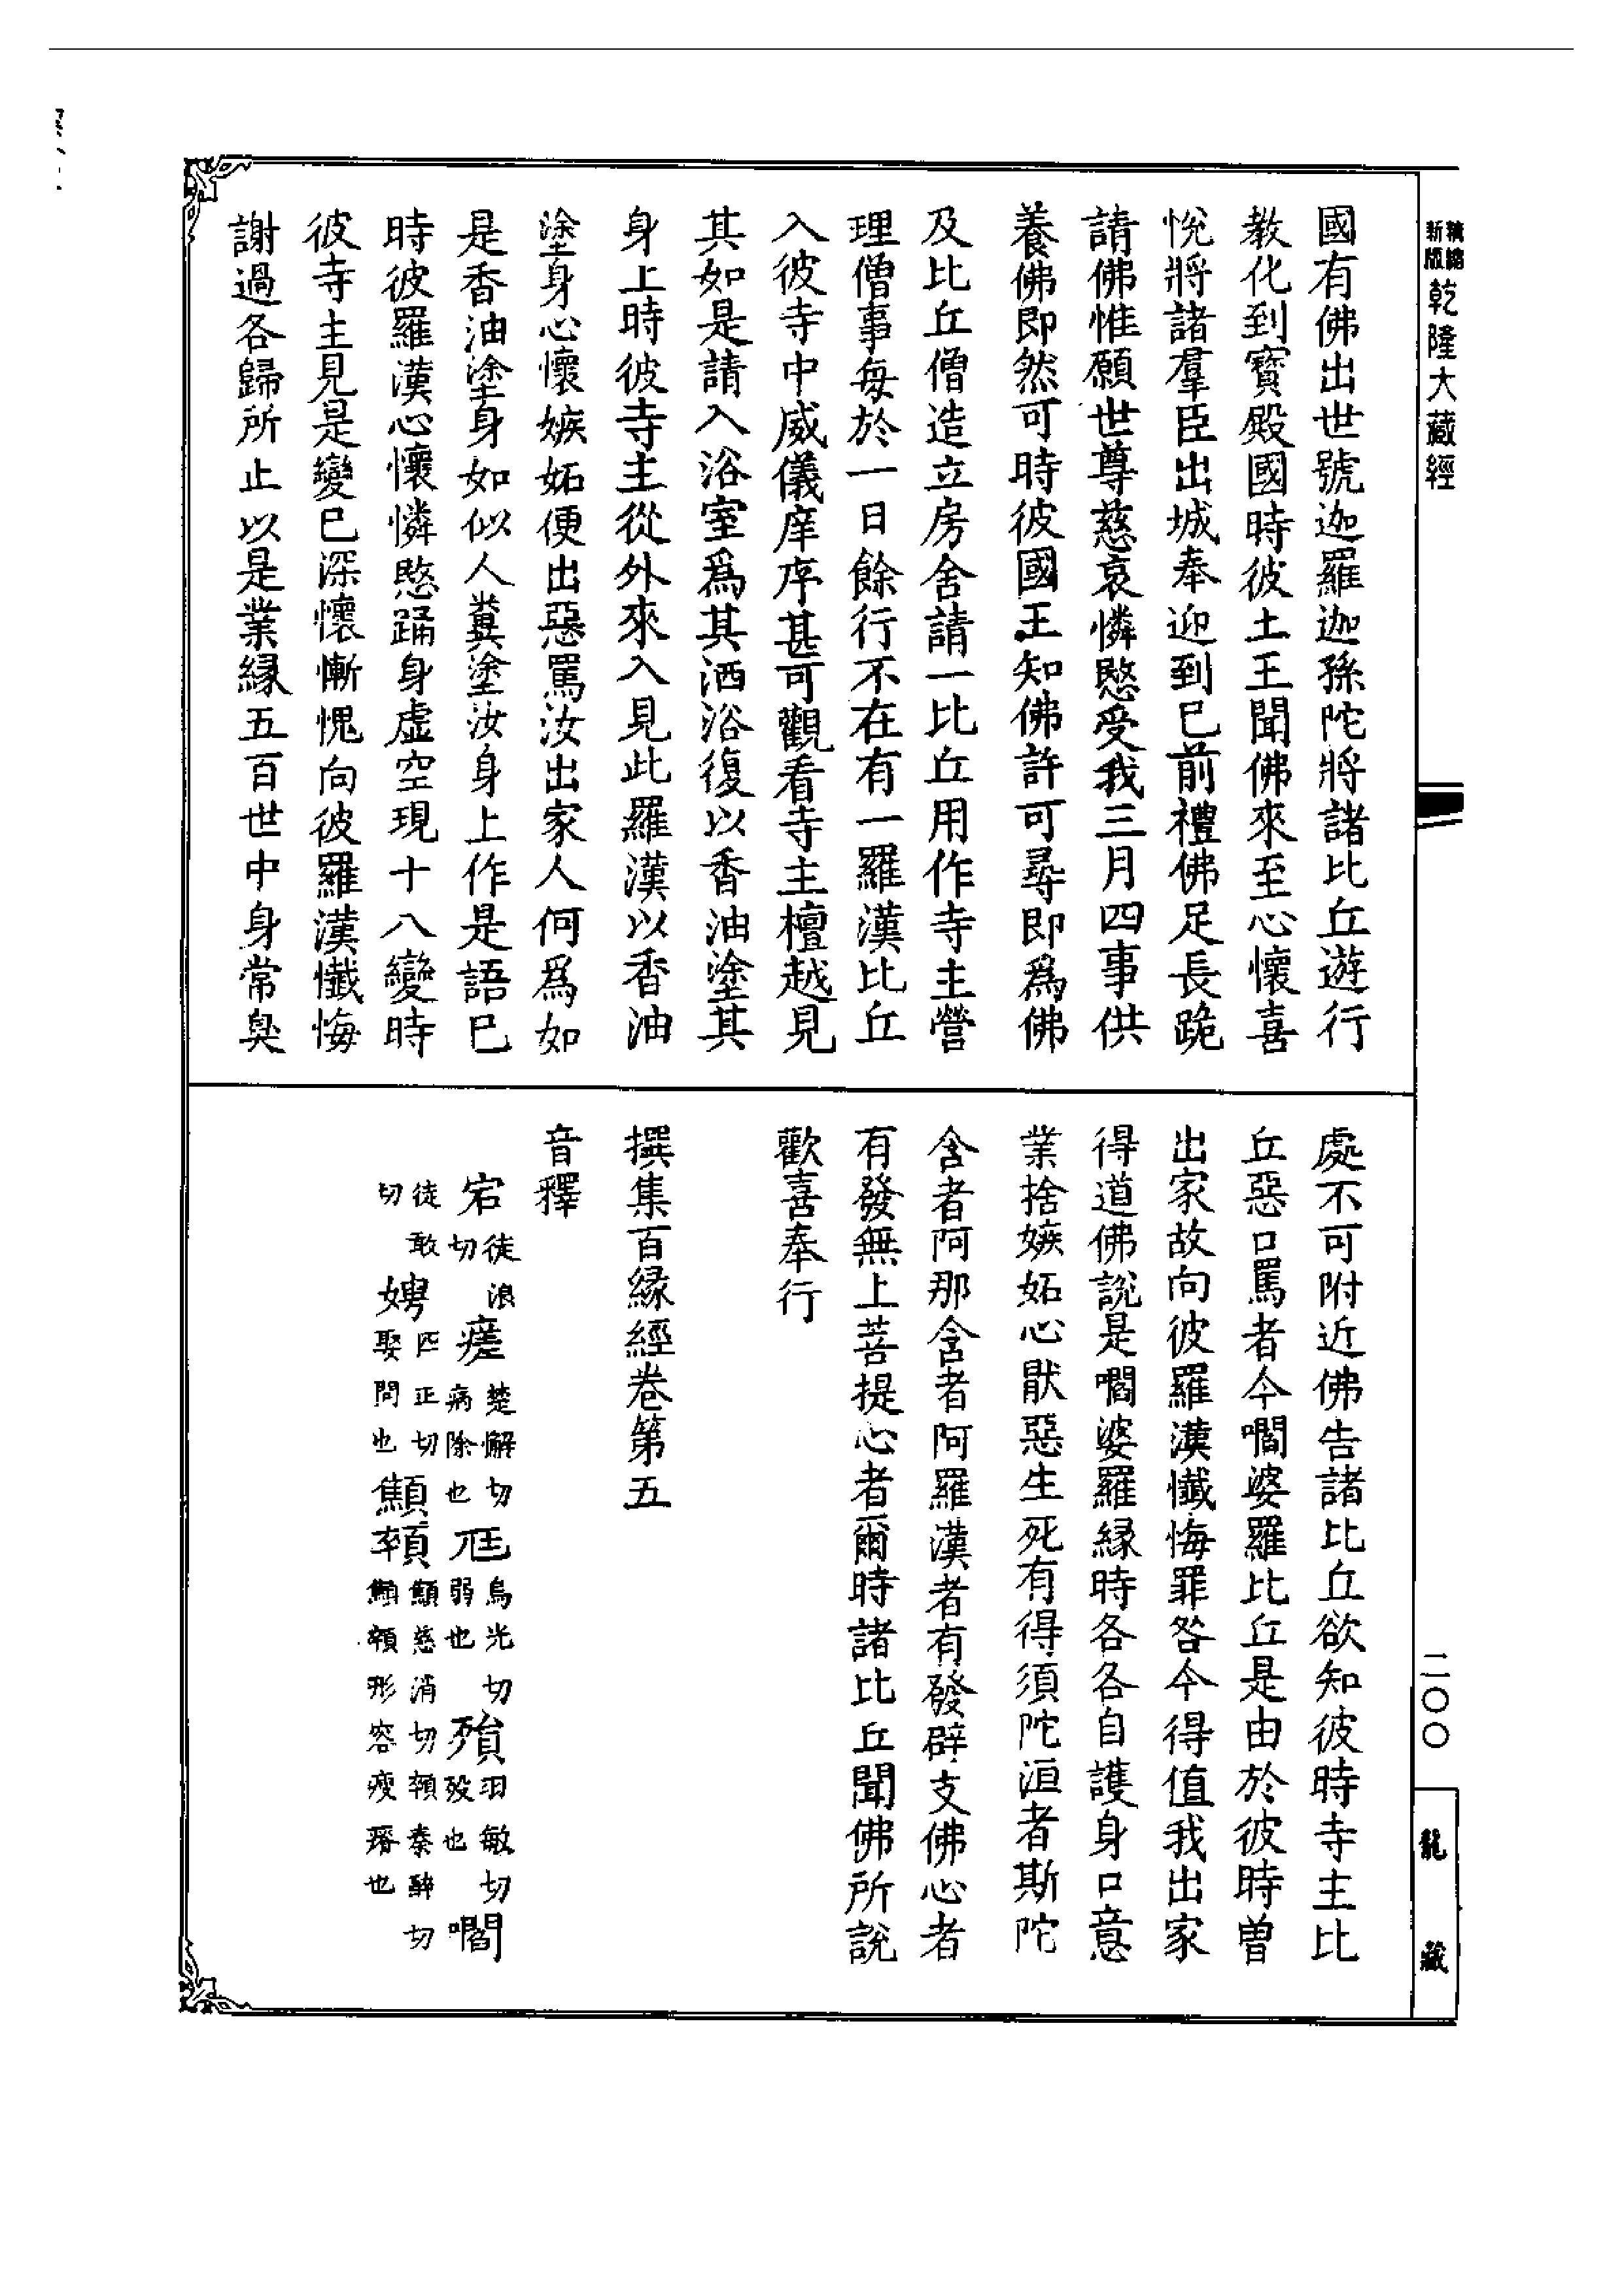 精縮新版乾隆大藏經
國有佛出世號迦羅迦孫陀將諸比丘遊行
教化到寶殿國時彼土王聞佛來至心懷喜
悅將諸羣臣出城奉迎到已前禮佛足長跪
請佛惟願世尊慈哀憐愍受我三月四事供
養佛即然可時彼國王知佛許可尋即爲佛
及比丘僧造立房舍請一比丘用作寺主營
理僧事每於一日餘行不在有一羅漢比丘
入彼寺中威儀庠序甚可觀看寺主檀越見
其如是請入浴室爲其洒浴復以香油塗其
身上時彼寺主從外來入見此羅漢以香油
塗身心懷嫉妬便出惡罵汝出家人何爲如
是香油塗身如似人糞塗汝身上作是語已
時彼羅漢心懷憐愍踊身虛空現十八變時
彼寺主見是變已深懷慚愧向彼羅漢懺悔
謝過各歸所止以是業緣五百世中身常臭
處不可附近佛告諸比丘欲知彼時寺主比
丘惡口罵者今嚪婆羅比丘是由於彼時曾
出家故向彼羅漢懺悔罪咎今得值我出家
得道佛說是嚪婆羅緣時各各自護身口意
業捨嫉妬心猒惡生死有得須陀洹者斯陀
含者阿那含者阿羅漢者有發辟支佛心者
有發無上菩提心者爾時諸比丘聞佛所說
歡喜奉行
撰集百緣經卷第五
音釋
宕徒浪切瘥楚懈切病除也尫烏光切弱也殞羽敏切歿也嚪
徒敢切娉匹正切娶問也顦顇顦慈消切顇秦醉切顦顇形容瘦瘠也
二〇〇
龍藏